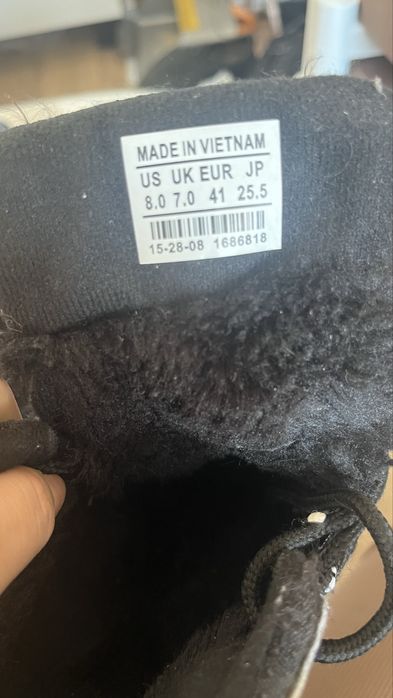 MADE IN VIETNAM
US UK EUR JP
8.0 7.0 41 25.5
15-28-08 1686818